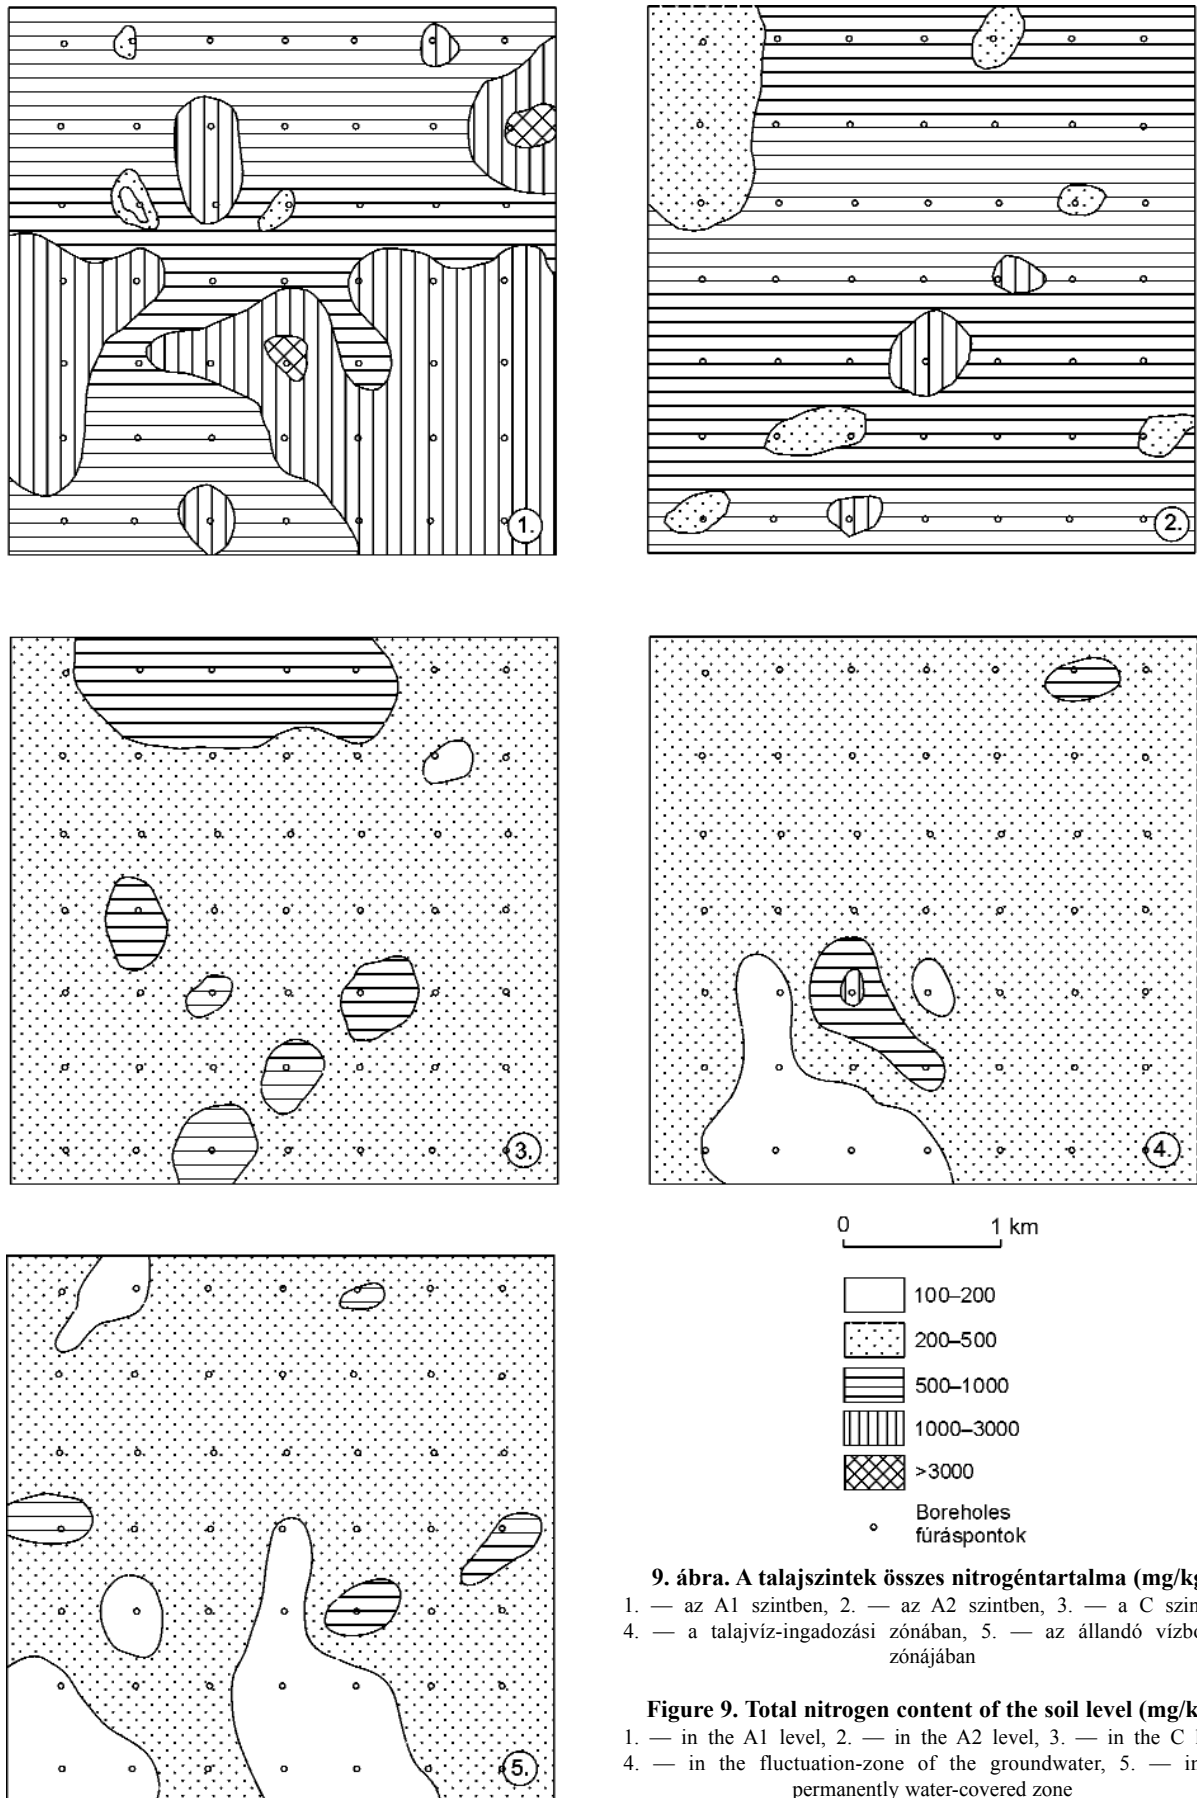 1.
2.
3.
4.
5.
0 1 km
100–200
200–500
500–1000
1000–3000
>3000
Boreholes
fúráspontok
9. ábra. A talajszintek összes nitrogéntartalma (mg/kg
1. — az A1 szintben, 2. — az A2 szintben, 3. — a C szin
4. — a talajvíz-ingadozási zónában, 5. — az állandó vízbo
zónájában
Figure 9. Total nitrogen content of the soil level (mg/k
1. — in the A1 level, 2. — in the A2 level, 3. — in the C
4. — in the fluctuation-zone of the groundwater, 5. — in
permanently water-covered zone